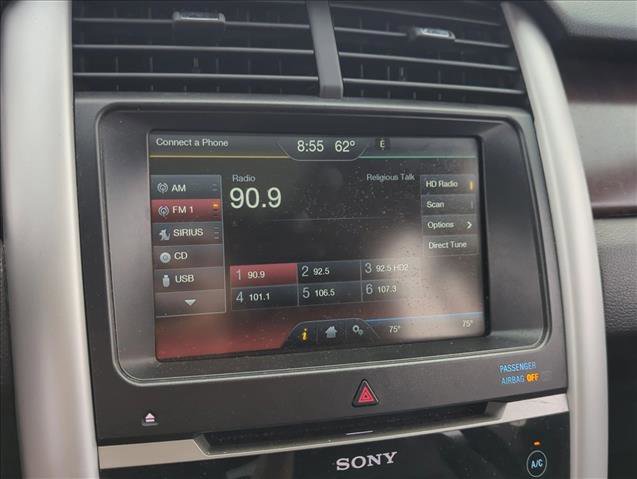 Connect a Phone
8:55 62° E
Radio
Religious Talk
90.9
AM
FM 1
SIRIUS
CD
USB
HD Radio
Scan
Options >
Direct Tune
1 90.9 2 92.5 3 92.5 HD2
4 101.1 5 106.5 6 107.3
i
75° 75°
PASSENGER
AIRBAG OFF
SONY
A/C